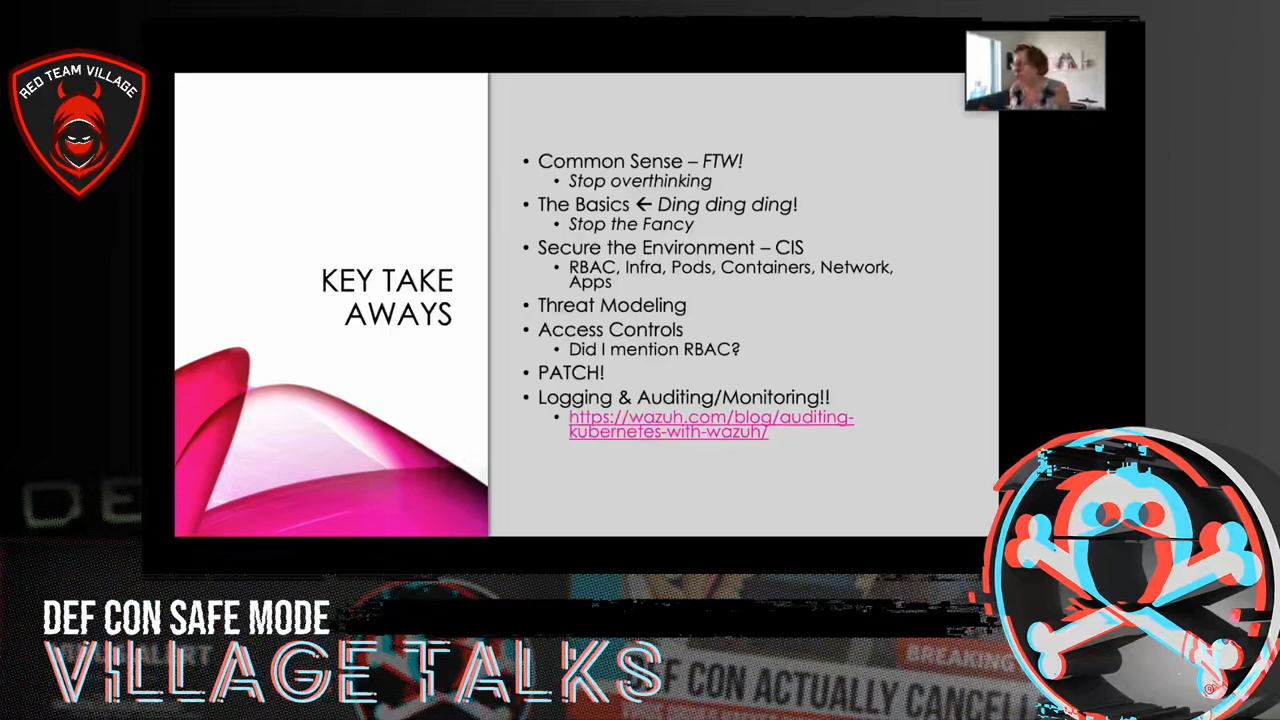 RED TEAM VILLAGE
KEY TAKE
AWAYS
• Common Sense – FTW!
• Stop overthinking
• The Basics ← Ding ding ding!
• Stop the Fancy
• Secure the Environment – CIS
• RBAC, Infra, Pods, Containers, Network,
Apps
• Threat Modeling
• Access Controls
• Did I mention RBAC?
• PATCH!
• Logging & Auditing/Monitoring!!
• https://wazuh.com/blog/auditing-
kubernetes-with-wazuh/
DE
DEF CON SAFE MODE
VILLAGE TALKS
BREAKING
F CON ACTUALLY CANCELL